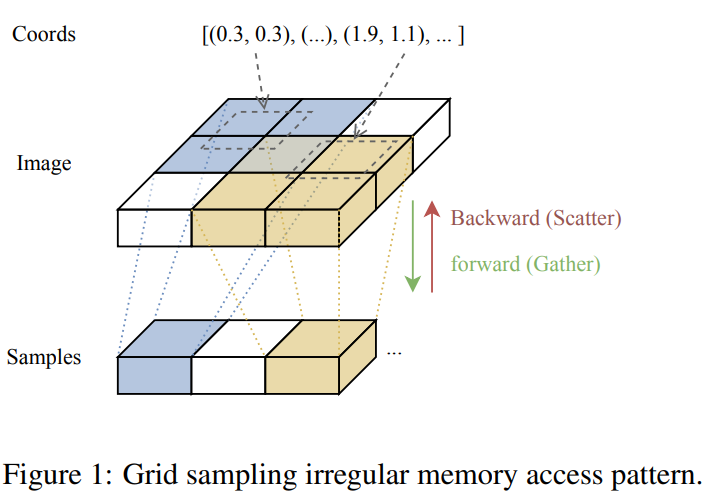 Coords
[(0.3, 0.3), (...), (1.9, 1.1), ... ]
Image
Backward (Scatter)
forward (Gather)
Samples
...
Figure 1: Grid sampling irregular memory access pattern.